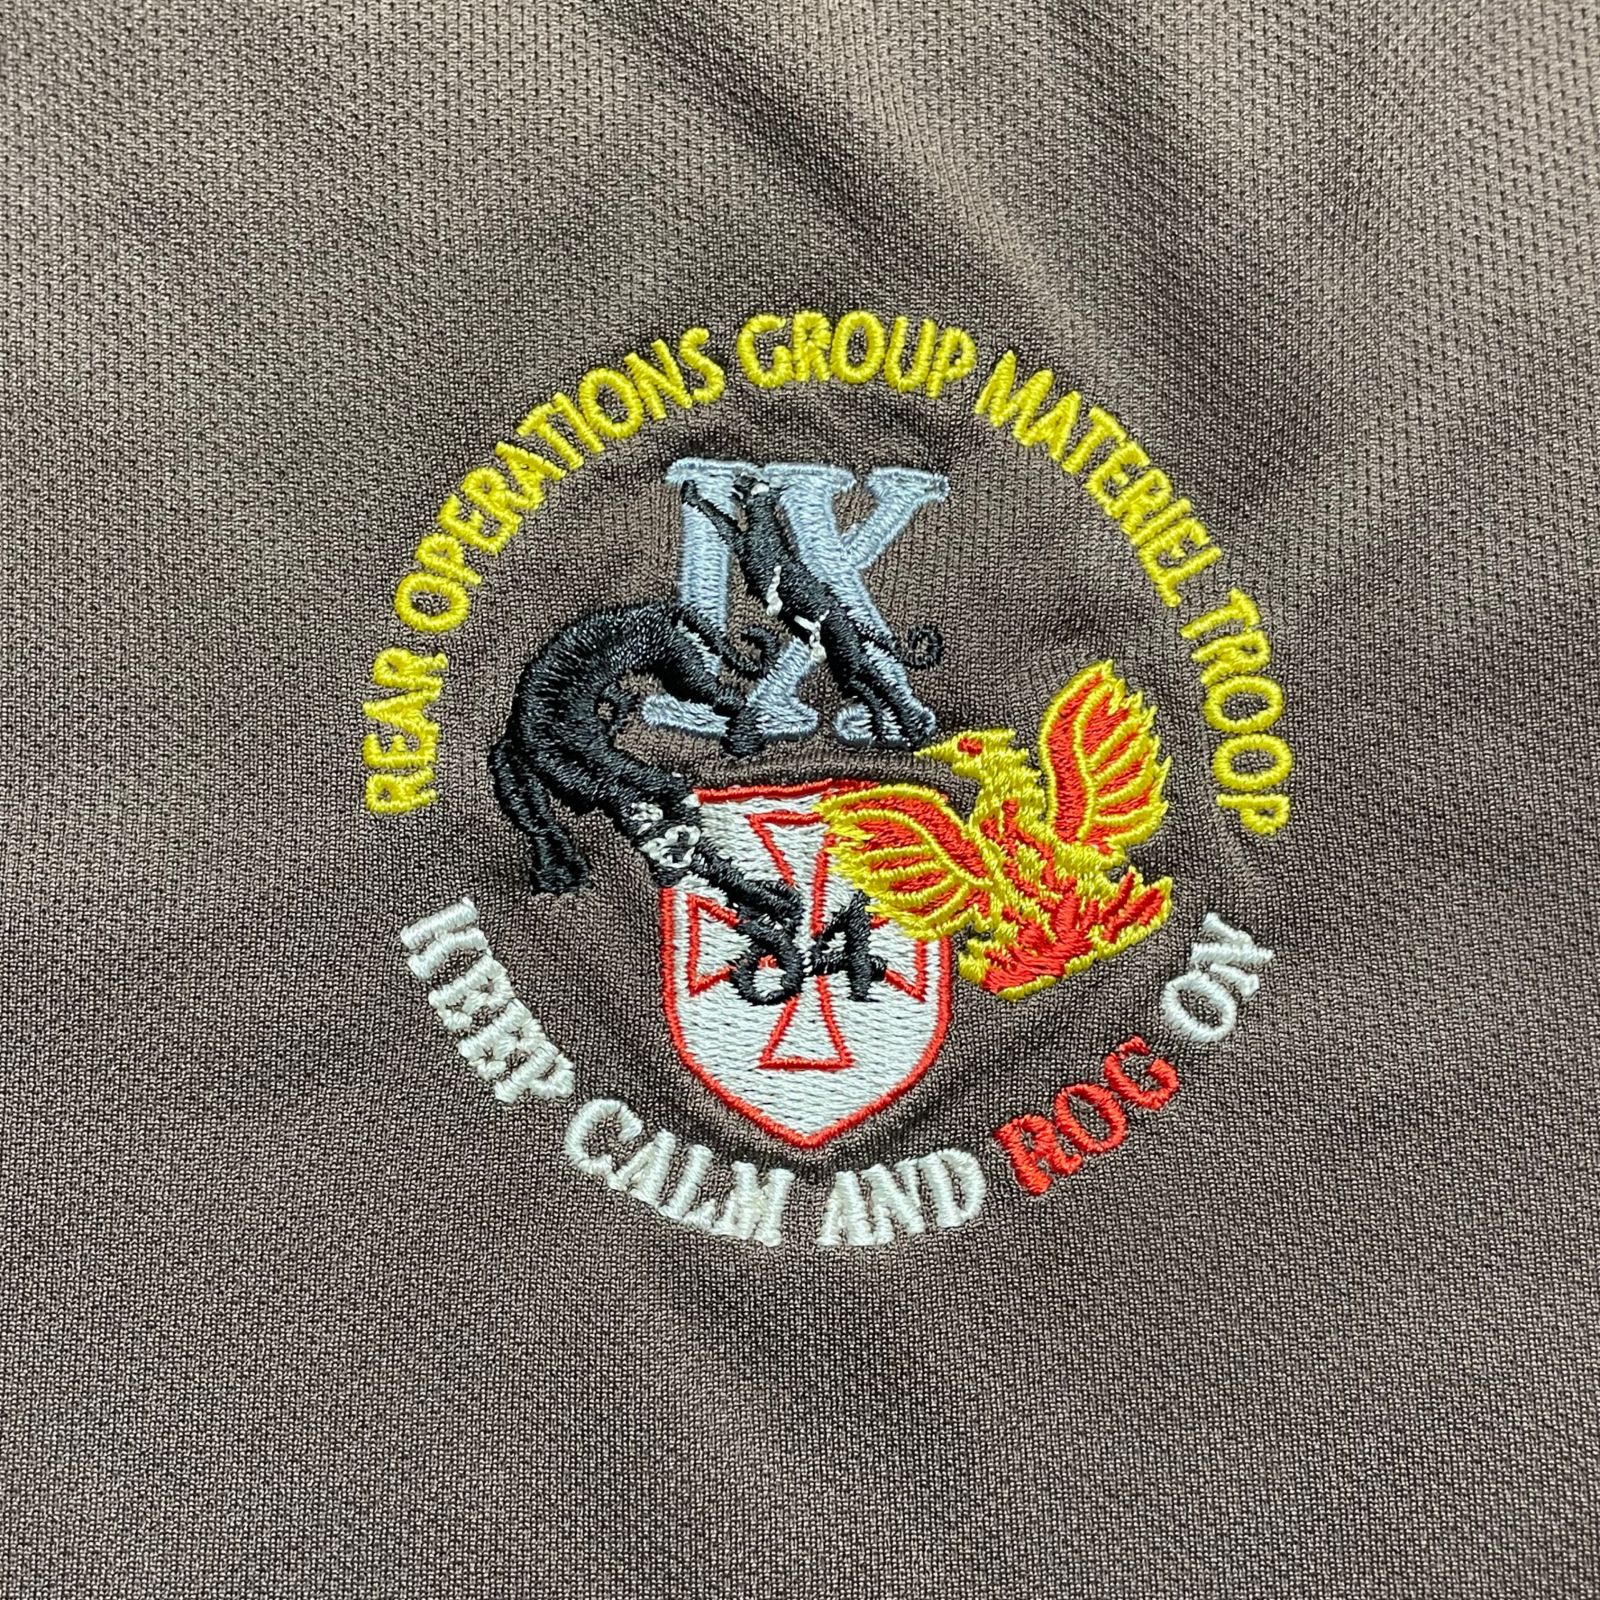 REAR OPERATIONS GROUP MATERIEL TROOP
IX
84
KEEP CALM AND ROG ON